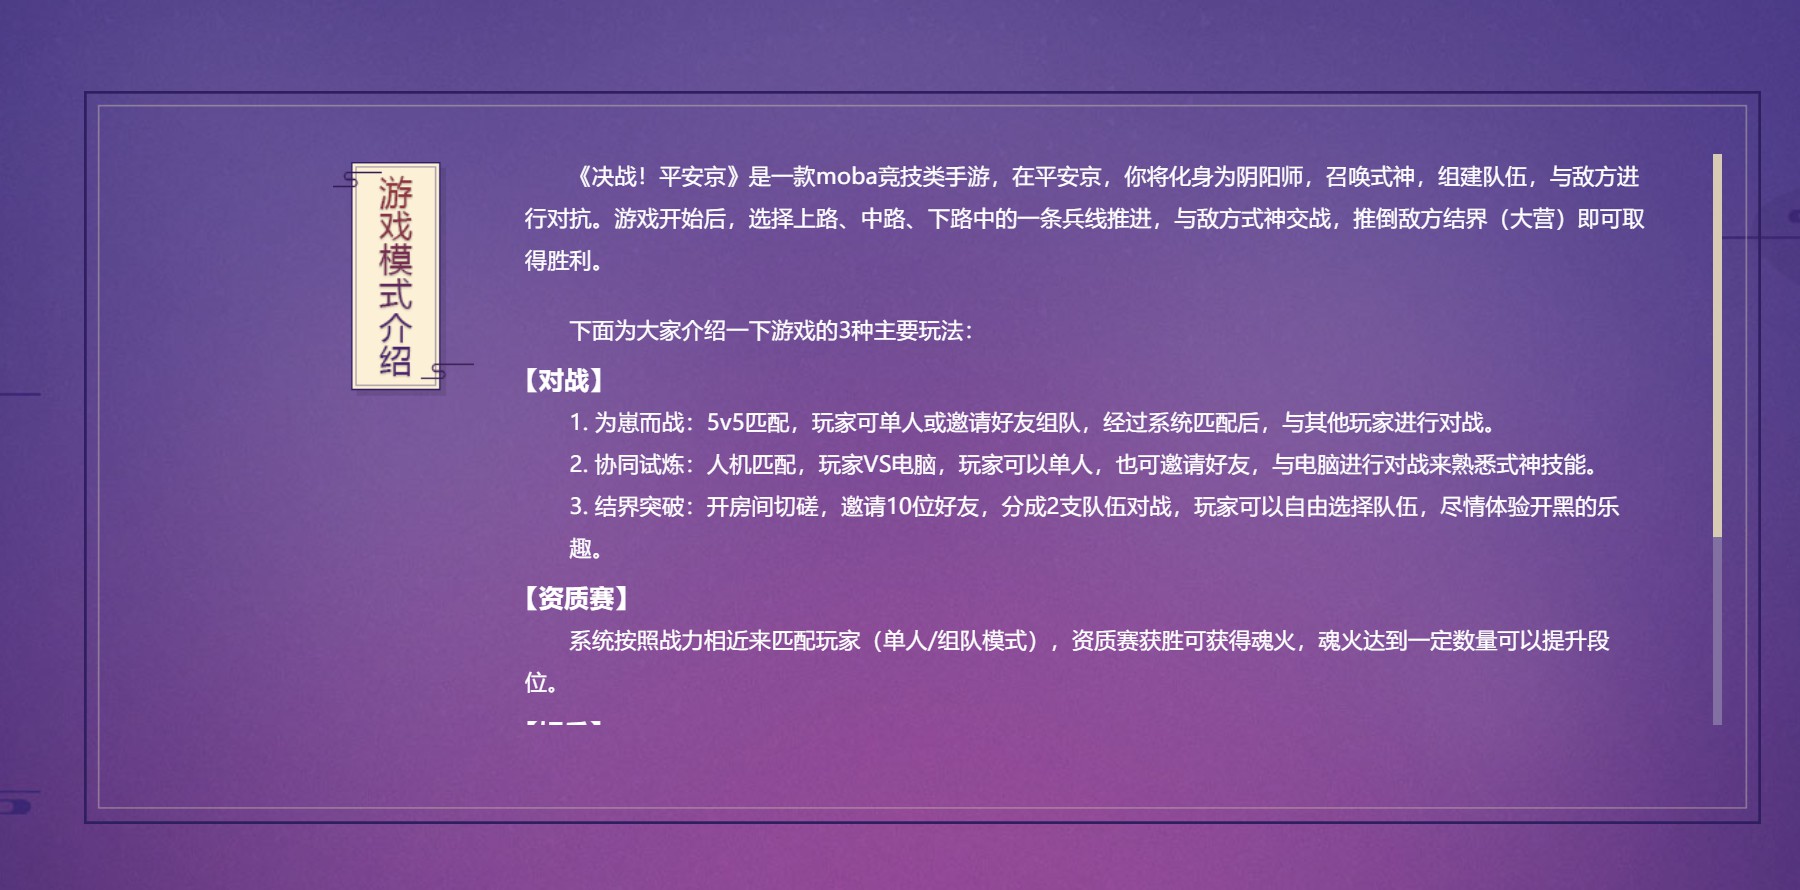 游戏模式介绍
《决战！平安京》是一款moba竞技类手游，在平安京，你将化身为阴阳师，召唤式神，组建队伍，与敌方进
行对抗。游戏开始后，选择上路、中路、下路中的一条兵线推进，与敌方式神交战，推倒敌方结界（大营）即可取
得胜利。
下面为大家介绍一下游戏的3种主要玩法：
【对战】
1. 为崽而战：5v5匹配，玩家可单人或邀请好友组队，经过系统匹配后，与其他玩家进行对战。
2. 协同试炼：人机匹配，玩家VS电脑，玩家可以单人，也可邀请好友，与电脑进行对战来熟悉式神技能。
3. 结界突破：开房间切磋，邀请10位好友，分成2支队伍对战，玩家可以自由选择队伍，尽情体验开黑的乐
趣。
【资质赛】
系统按照战力相近来匹配玩家（单人/组队模式），资质赛获胜可获得魂火，魂火达到一定数量可以提升段
位。